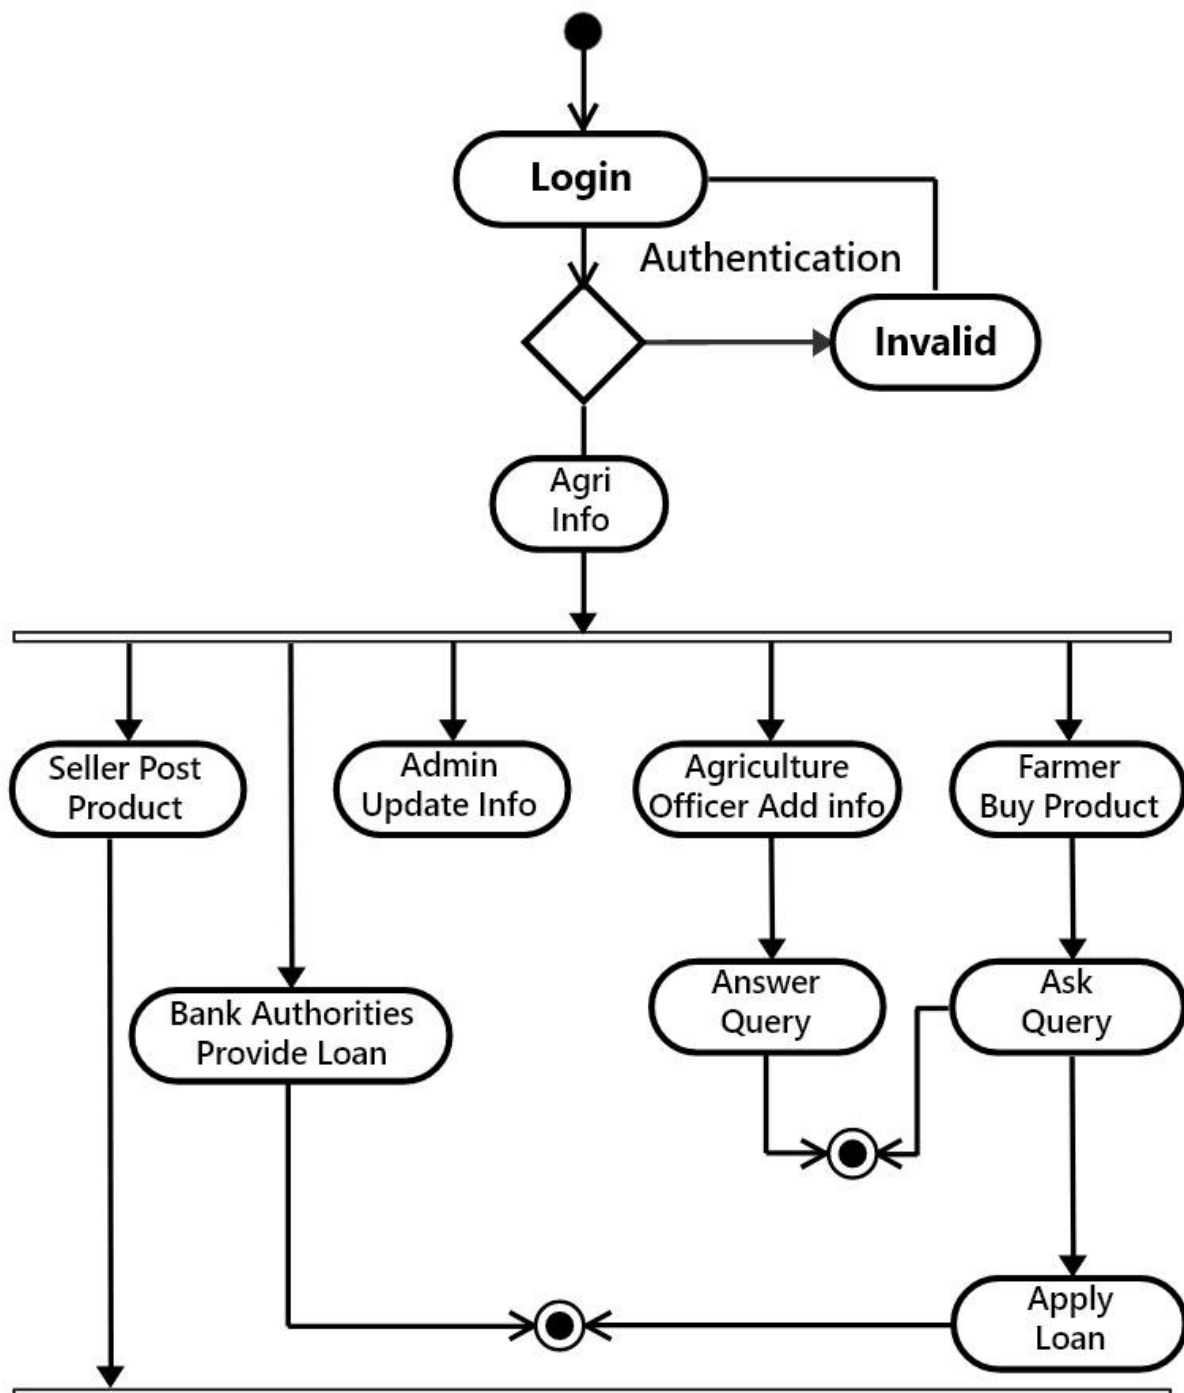 Login
Authentication
Invalid
Agri
Info
Seller Post
Product
Admin
Update Info
Agriculture
Officer Add info
Farmer
Buy Product
Bank Authorities
Provide Loan
Answer
Query
Ask
Query
Apply
Loan